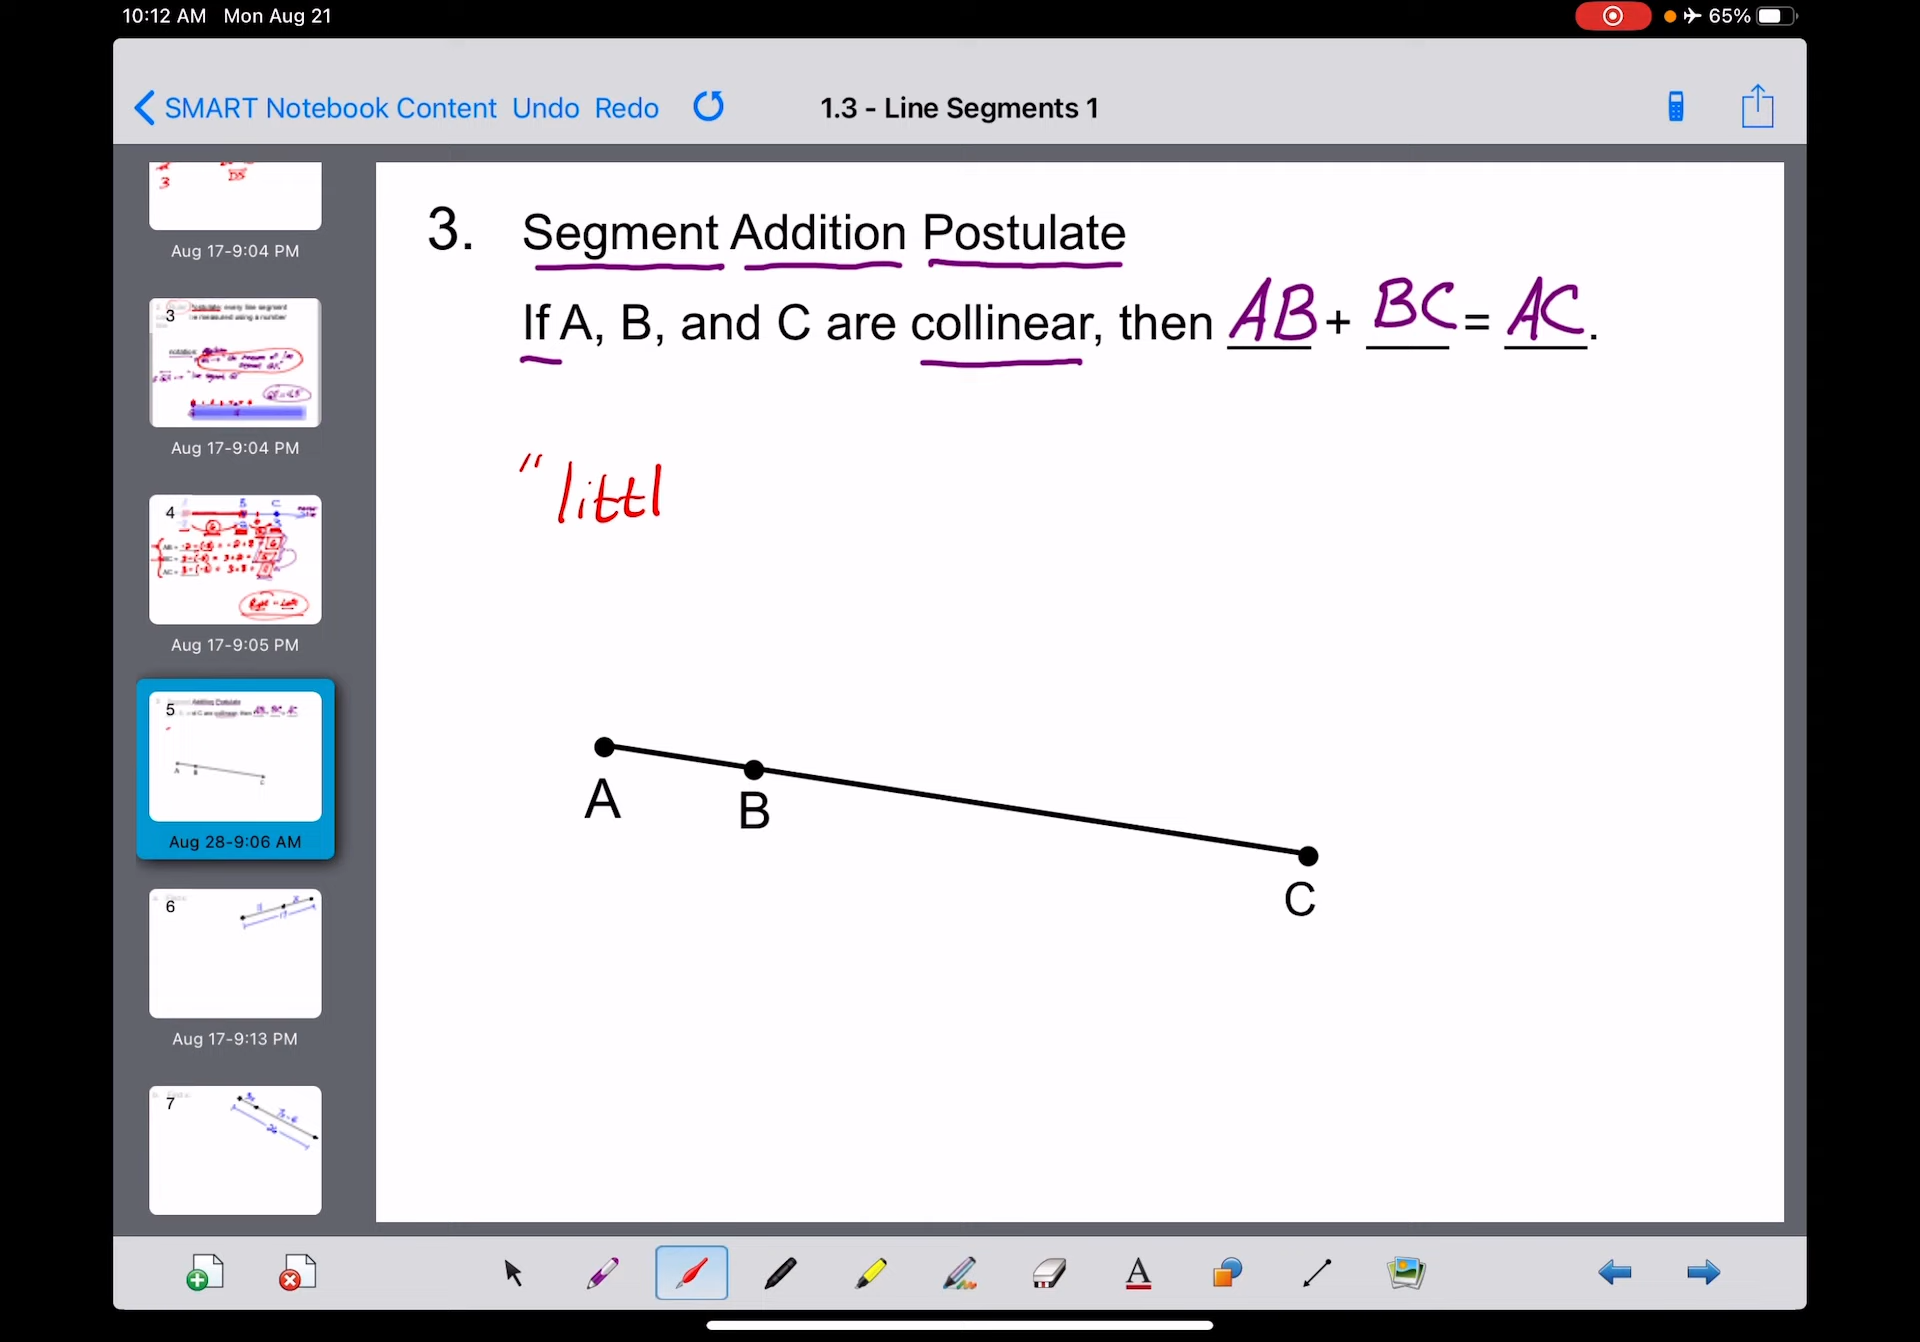 10:12 AM Mon Aug 21
65%
SMART Notebook Content Undo Redo
1.3 - Line Segments 1
3
DS
Aug 17-9:04 PM
3
Aug 17-9:04 PM
4
Aug 17-9:05 PM
5
Aug 28-9:06 AM
6
Aug 17-9:13 PM
7
3. Segment Addition Postulate
If A, B, and C are collinear, then AB + BC = AC.
" littl
A
B
C
A